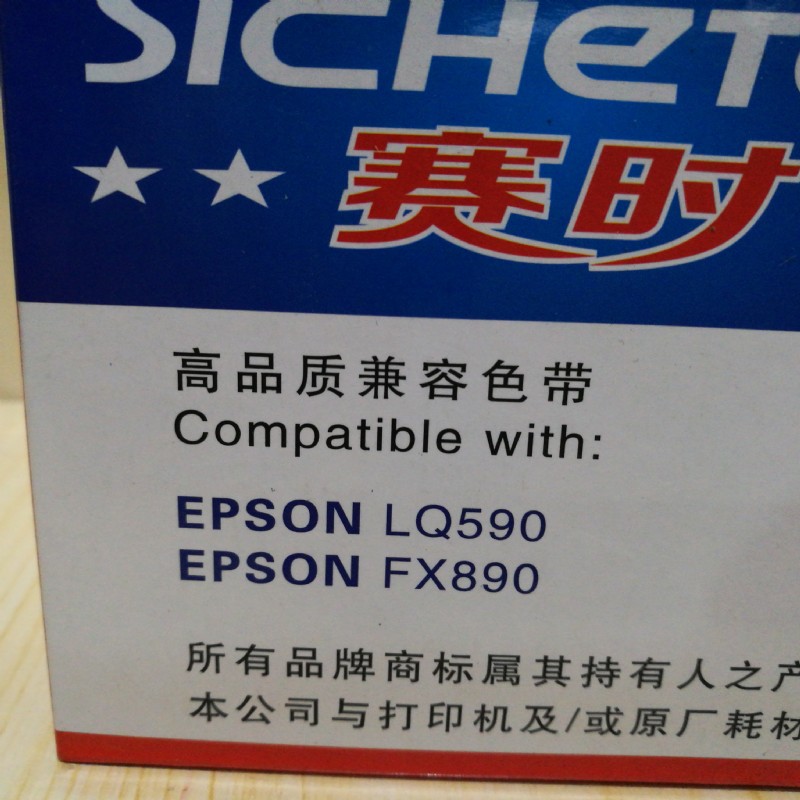 SICHET
赛时
高品质兼容色带
Compatible with:
EPSON LQ590
EPSON FX890
所有品牌商标属其持有人之产
本公司与打印机及/或原厂耗材